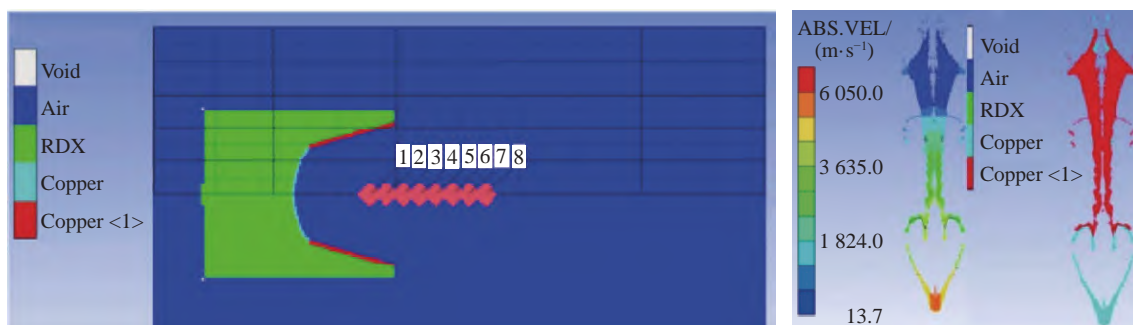 Void
Air
RDX
Copper
Copper <1>
1 2 3 4 5 6 7 8
ABS.VEL/
(m·s⁻¹)
6 050.0
3 635.0
1 824.0
13.7
Void
Air
RDX
Copper
Copper <1>